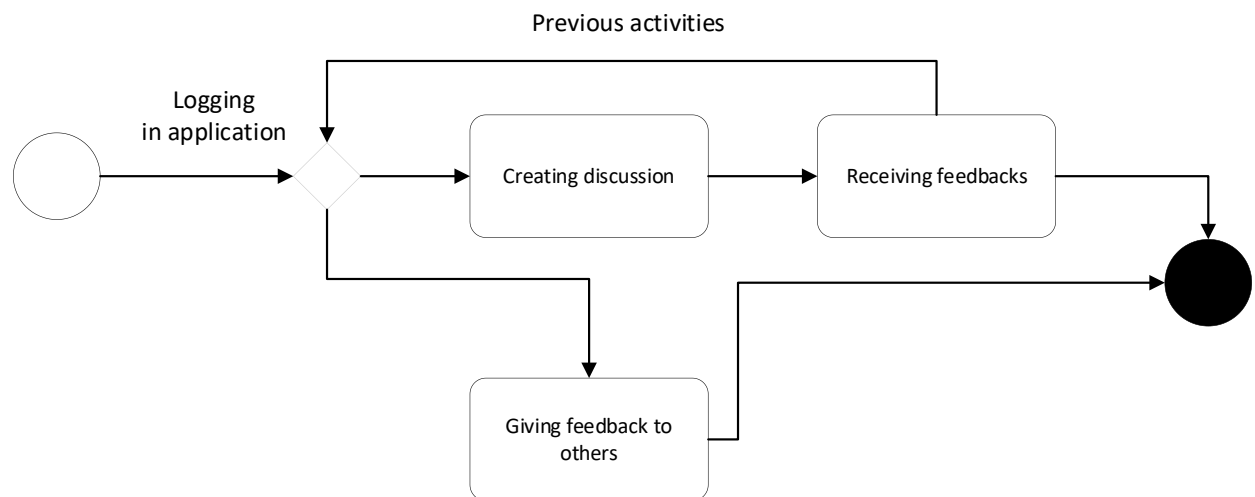 Previous activities
Logging
in application
Creating discussion
Receiving feedbacks
Giving feedback to
others